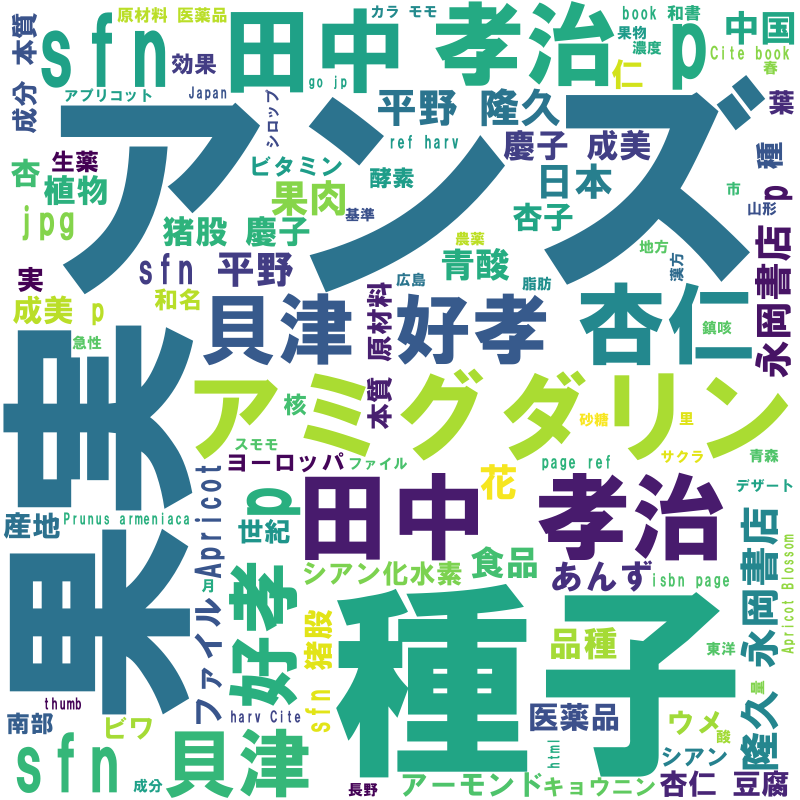 原材料 医薬品
カラ モモ
book 和書
中国
成分 本質
sfn
田中 孝治
p
効果
果物
濃度
仁
Cite book
春
アプリコット
Japan
go jp
シロップ
平野 隆久
葉
アンズ
ref harv
慶子 成美
種
生薬
ビタミン
酵素
日本
杏
植物
果肉
基準
杏子
市
p
山形
jpg
猪股 慶子
農薬
青酸
地方
漢方
永岡書店
sfn 平野
広島
脂肪
実
和名
成美 p
原材料
貝津
好孝
杏仁
鎮咳
急性
果実
アミグダリン
本質
核
砂糖
里
スモモ
ヨーロッパ
ファイル
page ref
サクラ
青森
花
デザート
産地
Prunus armeniaca
ファイル Apricot
世紀
p
田中 孝治
永岡書店
シアン化水素
食品
あんず
isbn page
Apricot Blossom
月
好孝
種子
猪股
sfn
品種
東洋
thumb
harv Cite
南部
ビワ
医薬品
ウメ
量
隆久
酸
sfn
貝津
html
シアン
成分
長野
アーモンド
キョウニン
杏仁 豆腐